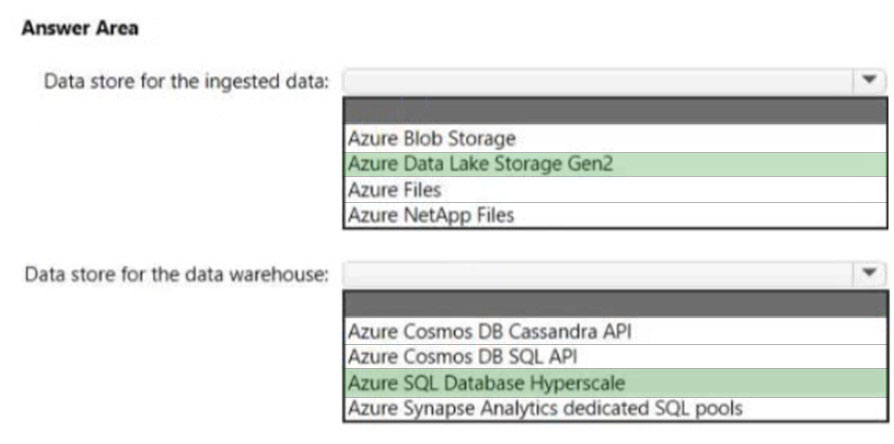 Answer Area
Data store for the ingested data:
Azure Blob Storage
Azure Data Lake Storage Gen2
Azure Files
Azure NetApp Files
Data store for the data warehouse:
Azure Cosmos DB Cassandra API
Azure Cosmos DB SQL API
Azure SQL Database Hyperscale
Azure Synapse Analytics dedicated SQL pools